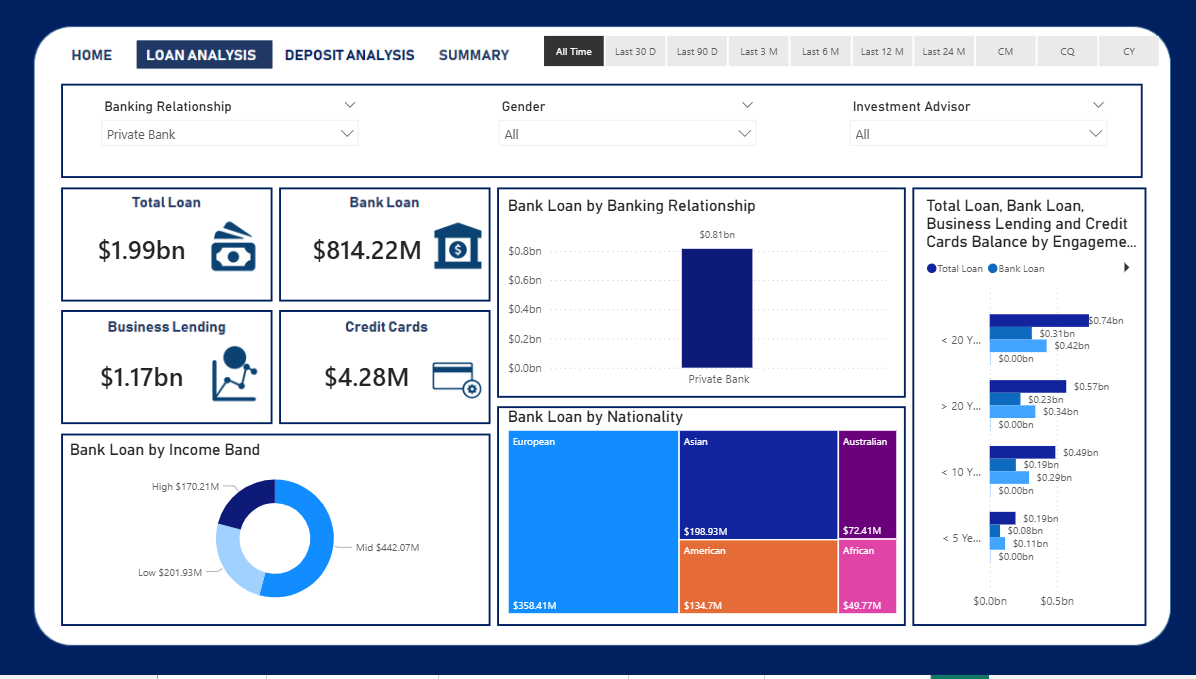 HOME
LOAN ANALYSIS
DEPOSIT ANALYSIS
SUMMARY
All Time
Last 30 D
Last 90 D
Last 3 M
Last 6 M
Last 12 M
Last 24 M
CM
CQ
CY
Banking Relationship
Private Bank
Gender
All
Investment Advisor
All
Total Loan
$1.99bn
Bank Loan
$814.22M
Business Lending
$1.17bn
Credit Cards
$4.28M
Bank Loan by Income Band
High $170.21M
Mid $442.07M
Low $201.93M
Bank Loan by Banking Relationship
$0.81bn
$0.8bn
$0.6bn
$0.4bn
$0.2bn
$0.0bn
Private Bank
Bank Loan by Nationality
European
$358.41M
Asian
$198.93M
American
$134.7M
Australian
$72.41M
African
$49.77M
Total Loan, Bank Loan,
Business Lending and Credit
Cards Balance by Engageme...
Total Loan
Bank Loan
< 20 Y...
$0.74bn
$0.31bn
$0.42bn
$0.00bn
> 20 Y...
$0.57bn
$0.23bn
$0.34bn
$0.00bn
< 10 Y...
$0.49bn
$0.19bn
$0.29bn
$0.00bn
< 5 Ye...
$0.19bn
$0.08bn
$0.11bn
$0.00bn
$0.0bn
$0.5bn